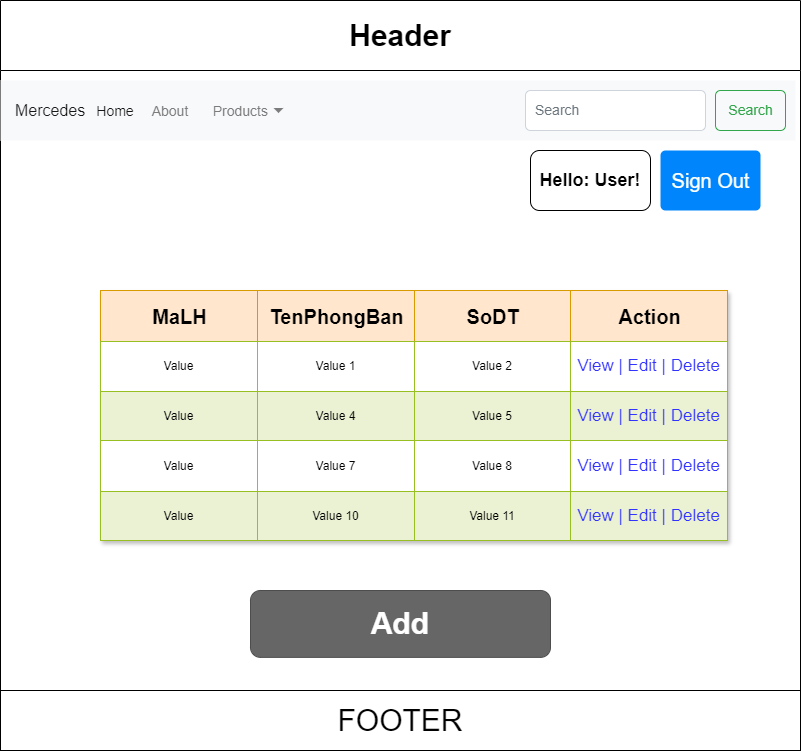 Header
Mercedes Home About Products Search Search
Hello: User! Sign Out
MaLH TenPhongBan SoDT Action
Value Value 1 Value 2 View | Edit | Delete
Value Value 4 Value 5 View | Edit | Delete
Value Value 7 Value 8 View | Edit | Delete
Value Value 10 Value 11 View | Edit | Delete
Add
FOOTER